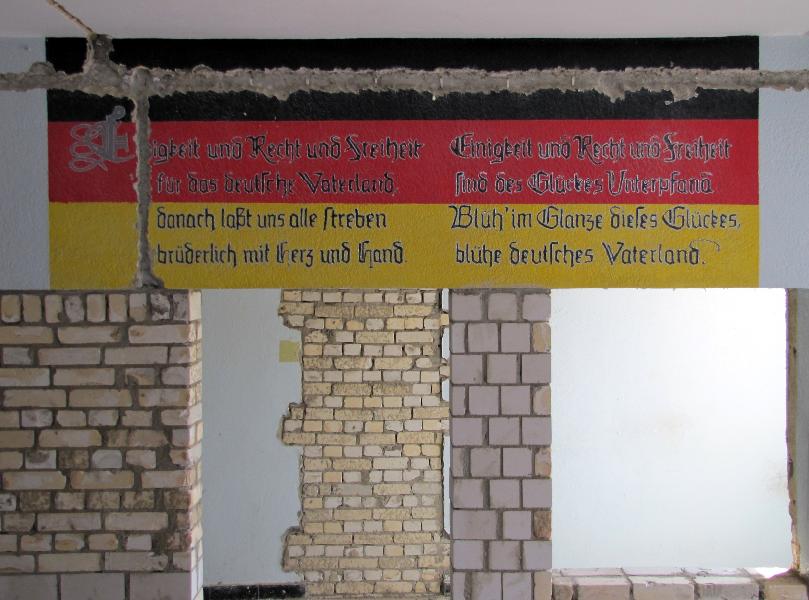 Einigkeit und Recht und Freiheit
für das deutsche Vaterland,
danach laßt uns alle streben
brüderlich mit Herz und Hand.
Einigkeit und Recht und Freiheit
sind des Glückes Unterpfand
Blüh' im Glanze dieses Glückes,
blühe deutsches Vaterland.